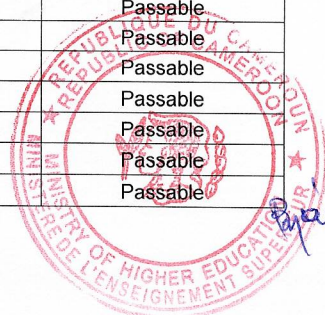 Passable
Passable
Passable
Passable
Passable
Passable
Passable
REPUBLIQUE DU CAMEROUN
REPUBLIC OF CAMEROON
MINISTRY OF HIGHER EDUCATION
MINISTERE DE L'ENSEIGNEMENT SUPERIEUR